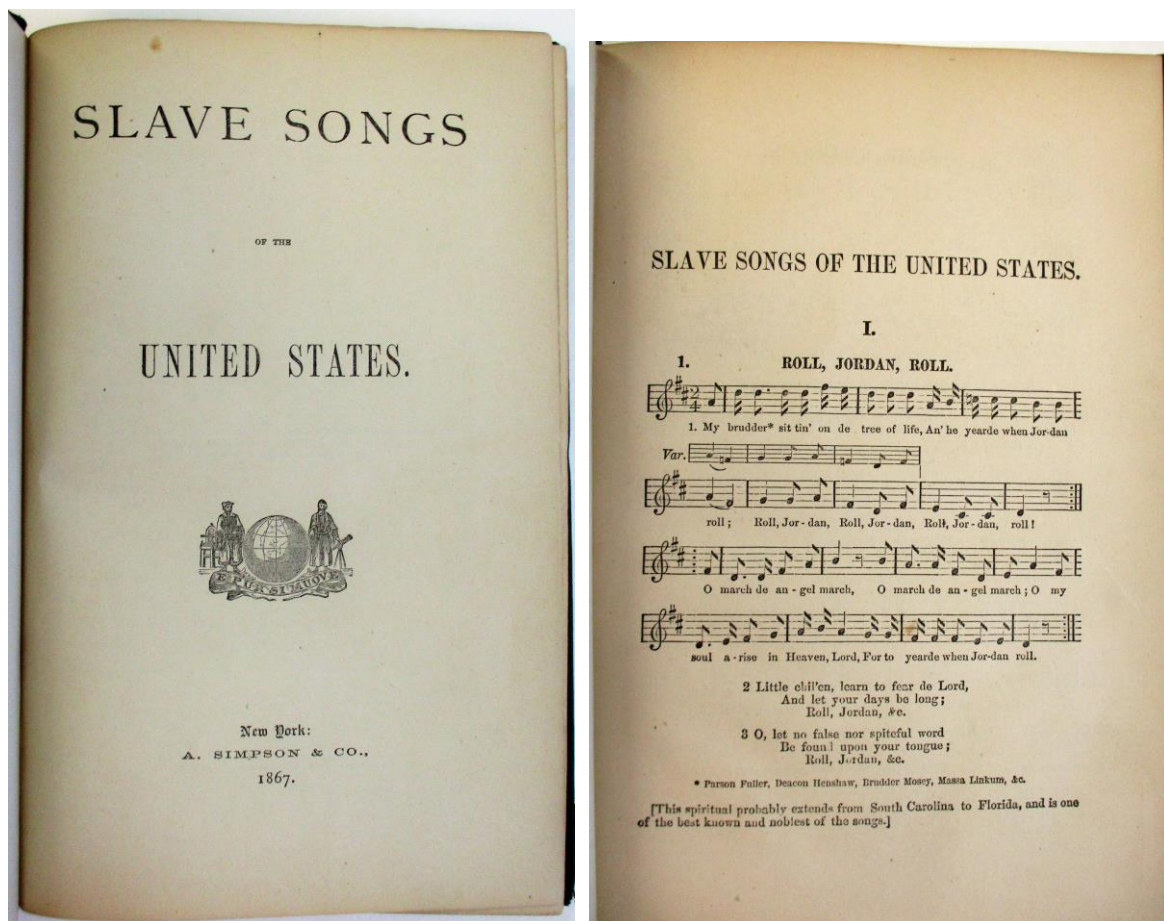 SLAVE SONGS
OF THE
UNITED STATES.
E PUR SI MUOVE
New York:
A. SIMPSON & CO.,
1867.
SLAVE SONGS OF THE UNITED STATES.
I.
1. ROLL, JORDAN, ROLL.
2
4
1. My brudder* sit tin' on de tree of life, An' he yearde when Jor-dan
Var.
roll; Roll, Jor-dan, Roll, Jor-dan, Roll, Jor-dan, roll!
O march de an-gel march, O march de an-gel march; O my
soul a-rise in Heaven, Lord, For to yearde when Jor-dan roll.
2 Little chil'en, learn to fear de Lord,
And let your days be long;
Roll, Jordan, &c.
3 O, let no false nor spiteful word
Be found upon your tongue;
Roll, Jordan, &c.
* Parson Fuller, Deacon Henshaw, Brudder Mosey, Massa Linkum, &c.
[This spiritual probably extends from South Carolina to Florida, and is one
of the best known and noblest of the songs.]